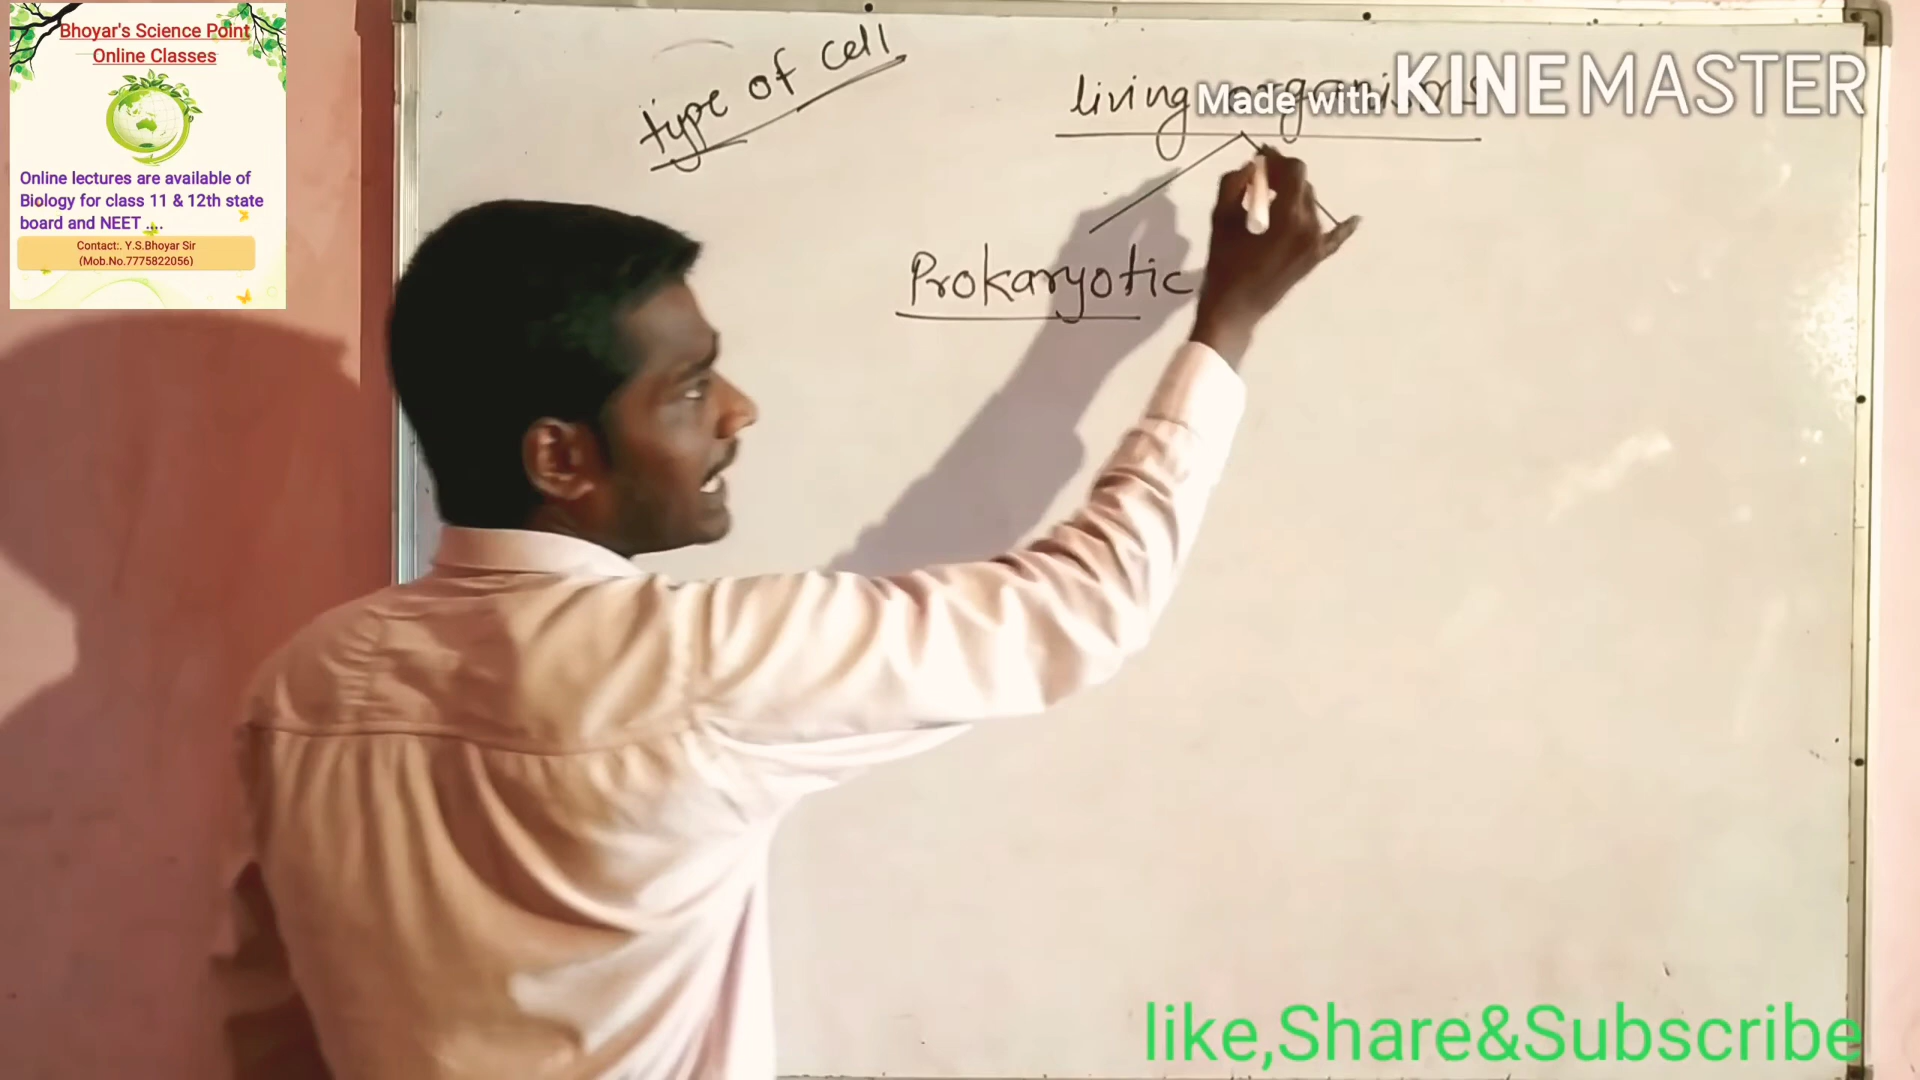 Bhoyar's Science Point
Online Classes
Online lectures are available of
Biology for class 11 & 12th state
board and NEET ....
Contact:. Y.S.Bhoyar Sir
(Mob.No.7775822056)
type of cell
living organisms
Made with KINEMASTER
Prokaryotic
like,Share&Subscribe